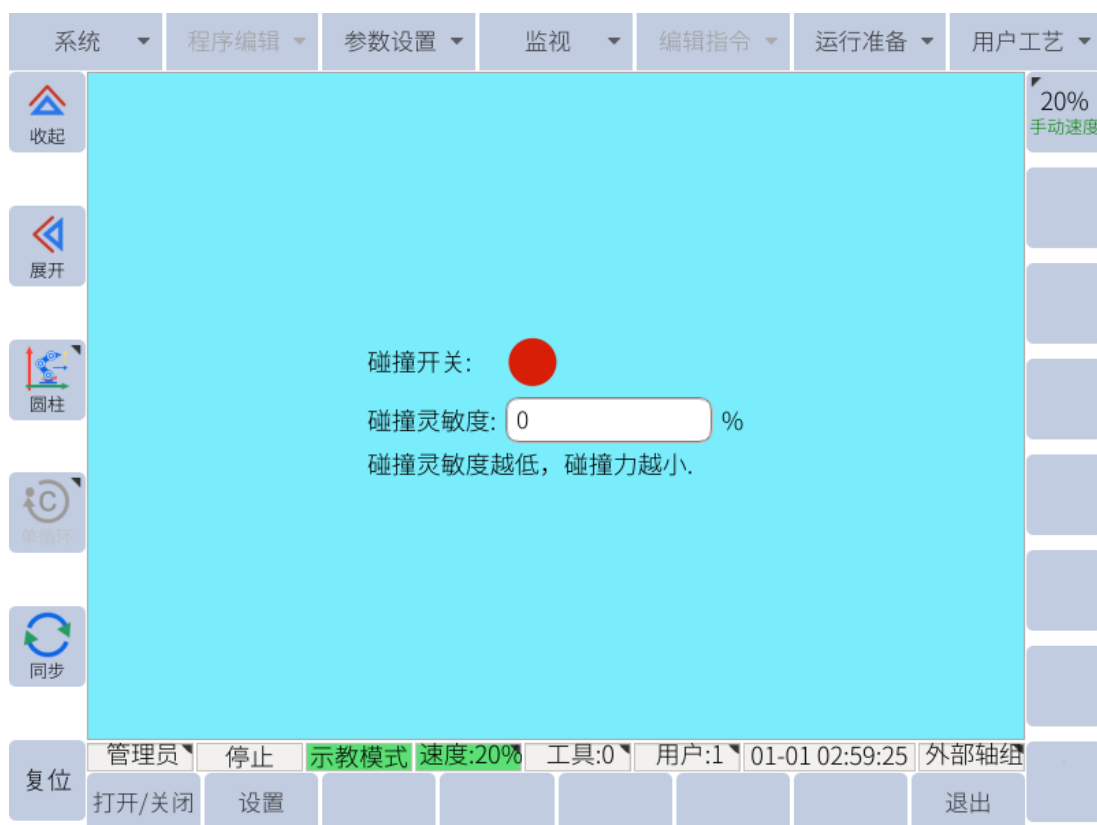 系统 程序编辑 参数设置 监视 编辑指令 运行准备 用户工艺
收起
20%
手动速度
展开
圆柱
碰撞开关:
碰撞灵敏度: 0 %
碰撞灵敏度越低，碰撞力越小.
单循环
同步
管理员 停止 示教模式 速度:20% 工具:0 用户:1 01-01 02:59:25 外部轴组
复位
打开/关闭 设置 退出